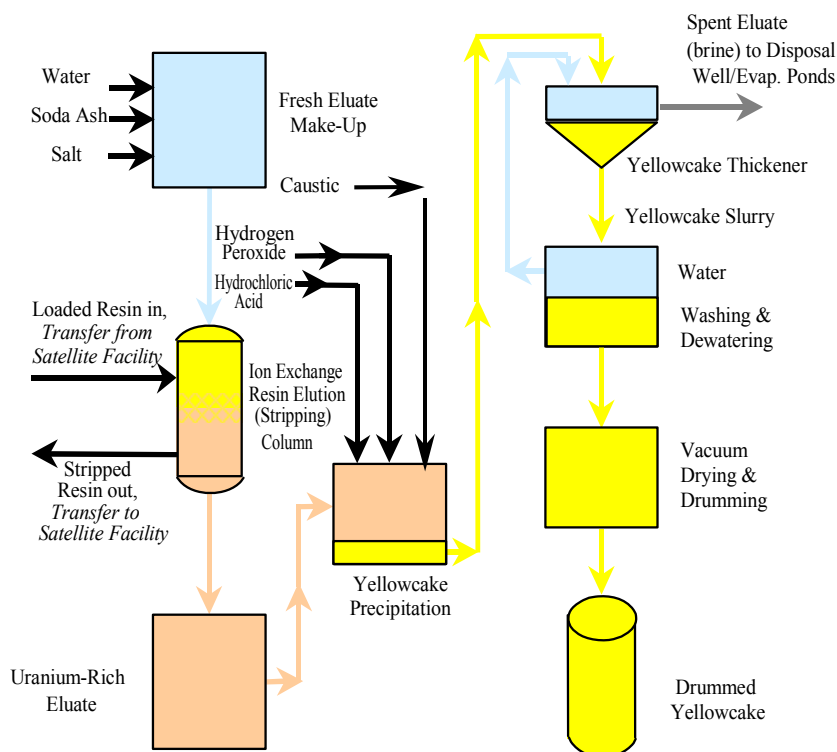 Water
Soda Ash
Salt
Fresh Eluate
Make-Up
Caustic
Hydrogen
Peroxide
Hydrochloric
Acid
Loaded Resin in,
Transfer from
Satellite Facility
Ion Exchange
Resin Elution
(Stripping)
Column
Stripped
Resin out,
Transfer to
Satellite Facility
Uranium-Rich
Eluate
Yellowcake
Precipitation
Spent Eluate
(brine) to Disposal
Well/Evap. Ponds
Yellowcake Thickener
Yellowcake Slurry
Water
Washing &
Dewatering
Vacuum
Drying &
Drumming
Drummed
Yellowcake